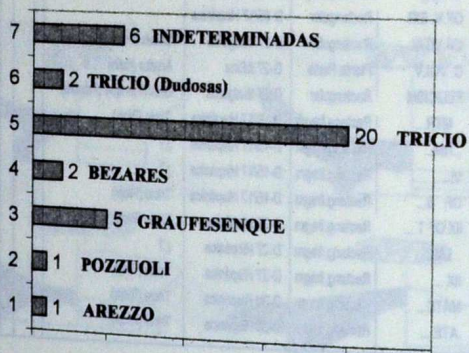 7 6 INDETERMINADAS
6 2 TRICIO (Dudosas)
5 20 TRICIO
4 2 BEZARES
3 5 GRAUFESENQUE
2 1 POZZUOLI
1 1 AREZZO